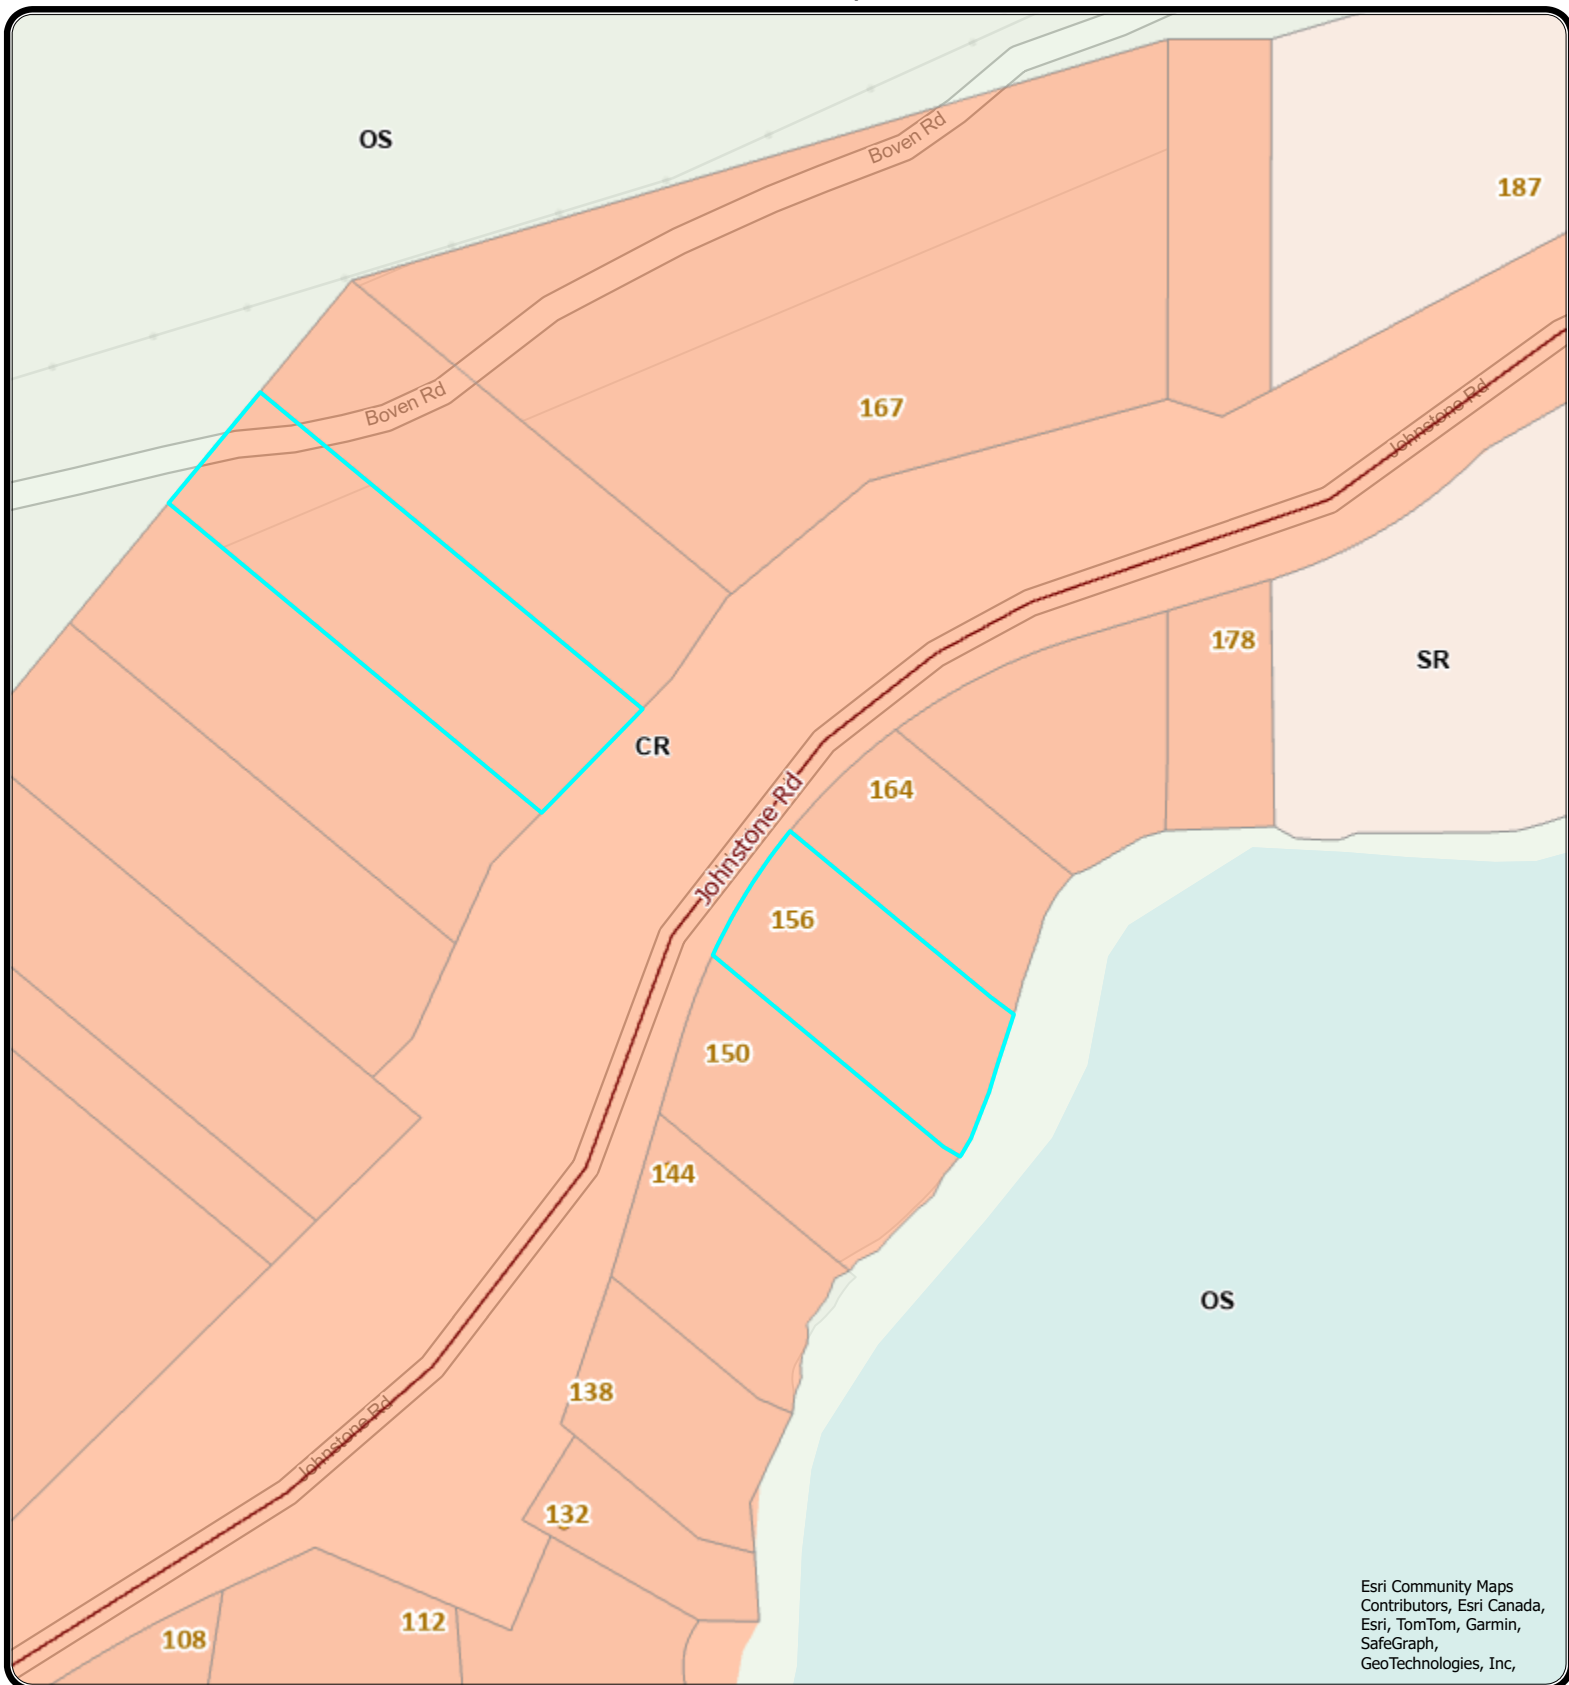 OS
Boven Rd
187
Boven Rd
167
Johnstone Rd
178
SR
CR
164
Johnstone Rd
156
150
144
OS
138
Johnstone Rd
132
112
108
Esri Community Maps
Contributors, Esri Canada,
Esri, TomTom, Garmin,
SafeGraph,
GeoTechnologies, Inc,